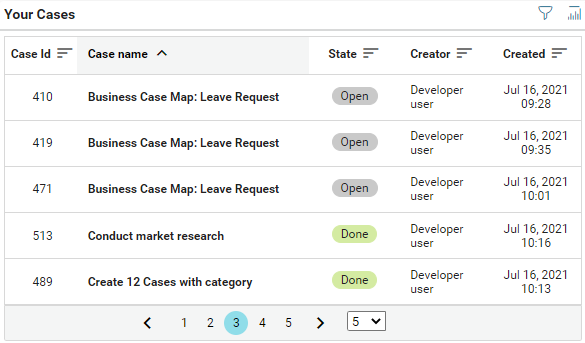 Your Cases
Case Id Case name State Creator Created
410 Business Case Map: Leave Request Open Developer user Jul 16, 2021 09:28
419 Business Case Map: Leave Request Open Developer user Jul 16, 2021 09:35
471 Business Case Map: Leave Request Open Developer user Jul 16, 2021 10:01
513 Conduct market research Done Developer user Jul 16, 2021 10:16
489 Create 12 Cases with category Done Developer user Jul 16, 2021 10:13
1 2 3 4 5 5